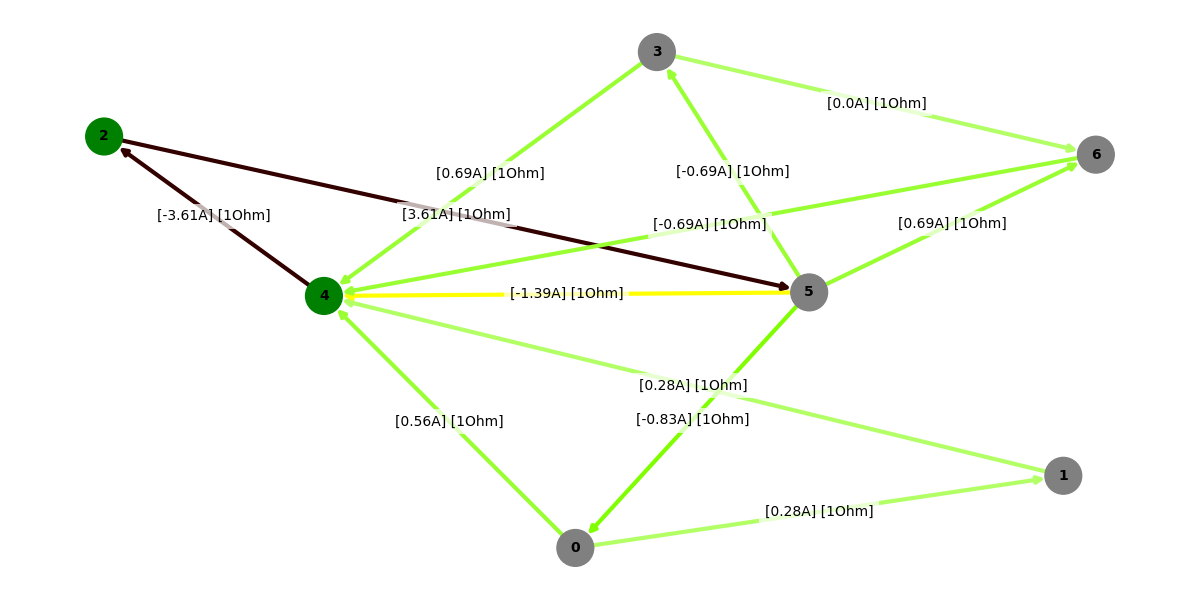 3
[0.0A] [1Ohm]
2
6
[0.69A] [1Ohm]
[-0.69A] [1Ohm]
[-3.61A] [1Ohm]
[3.61A] [1Ohm]
[-0.69A] [1Ohm]
[0.69A] [1Ohm]
4
[-1.39A] [1Ohm]
5
[0.28A] [1Ohm]
[0.56A] [1Ohm]
[-0.83A] [1Ohm]
1
[0.28A] [1Ohm]
0